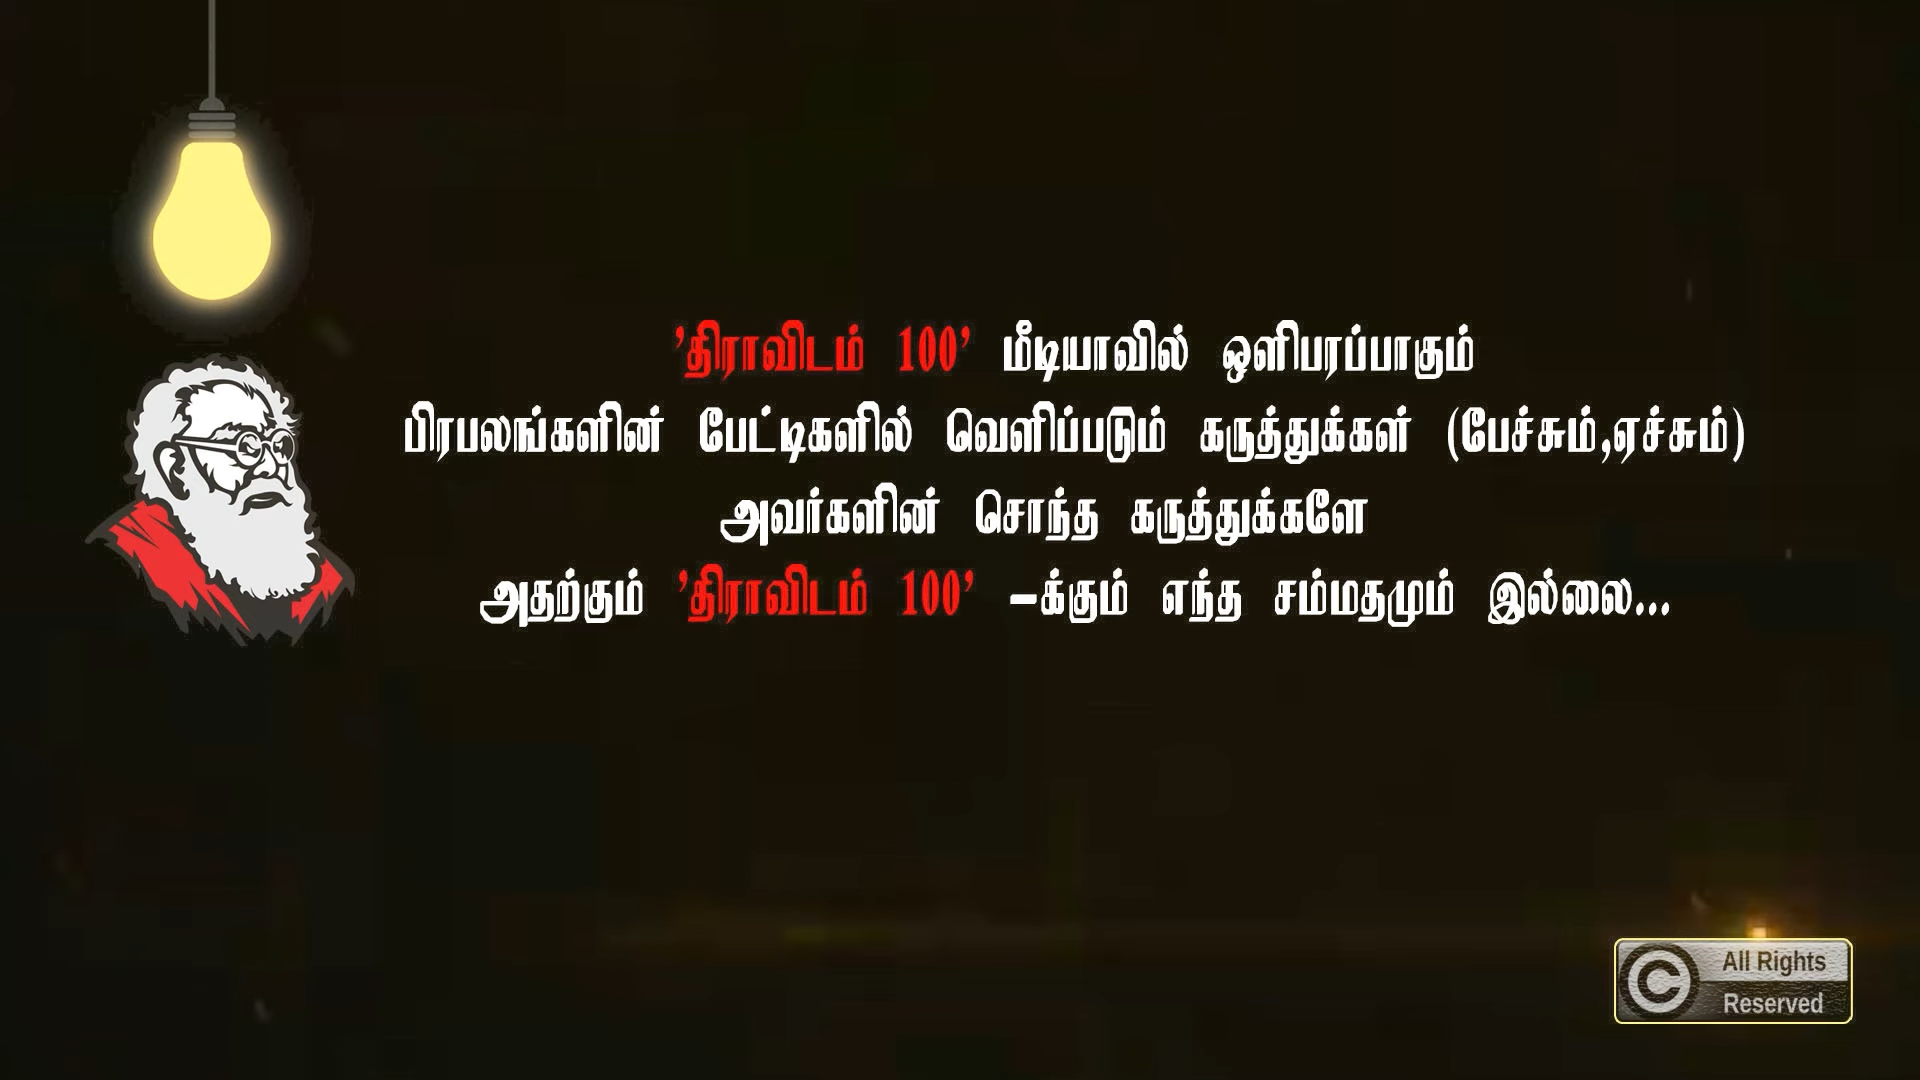 'திராவிடம் 100' மீடியாவில் ஒளிபரப்பாகும்
பிரபலங்களின் பேட்டிகளில் வெளிப்படும் கருத்துக்கள் (பேச்சும்,ஏச்சும்)
அவர்களின் சொந்த கருத்துக்களே
அதற்கும் 'திராவிடம் 100' -க்கும் எந்த சம்மதமும் இல்லை...
© All Rights
Reserved